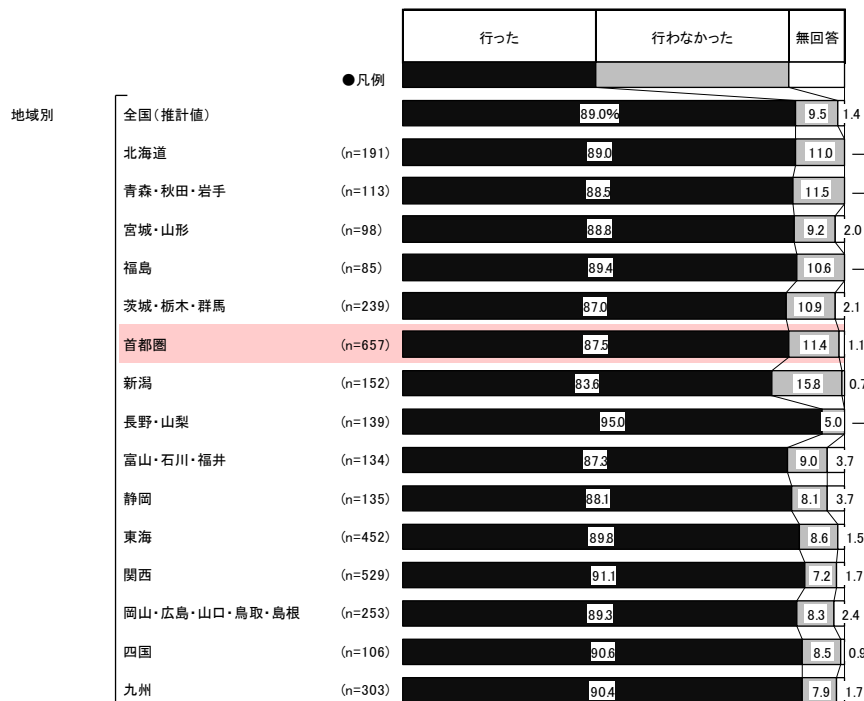 行った 行わなかった 無回答
●凡例
地域別 全国(推計値) 89.0% 9.5 1.4
北海道 (n=191) 89.0 11.0 —
青森・秋田・岩手 (n=113) 88.5 11.5 —
宮城・山形 (n=98) 88.8 9.2 2.0
福島 (n=85) 89.4 10.6 —
茨城・栃木・群馬 (n=239) 87.0 10.9 2.1
首都圏 (n=657) 87.5 11.4 1.1
新潟 (n=152) 83.6 15.8 0.7
長野・山梨 (n=139) 95.0 5.0 —
富山・石川・福井 (n=134) 87.3 9.0 3.7
静岡 (n=135) 88.1 8.1 3.7
東海 (n=452) 89.8 8.6 1.5
関西 (n=529) 91.1 7.2 1.7
岡山・広島・山口・鳥取・島根 (n=253) 89.3 8.3 2.4
四国 (n=106) 90.6 8.5 0.9
九州 (n=303) 90.4 7.9 1.7